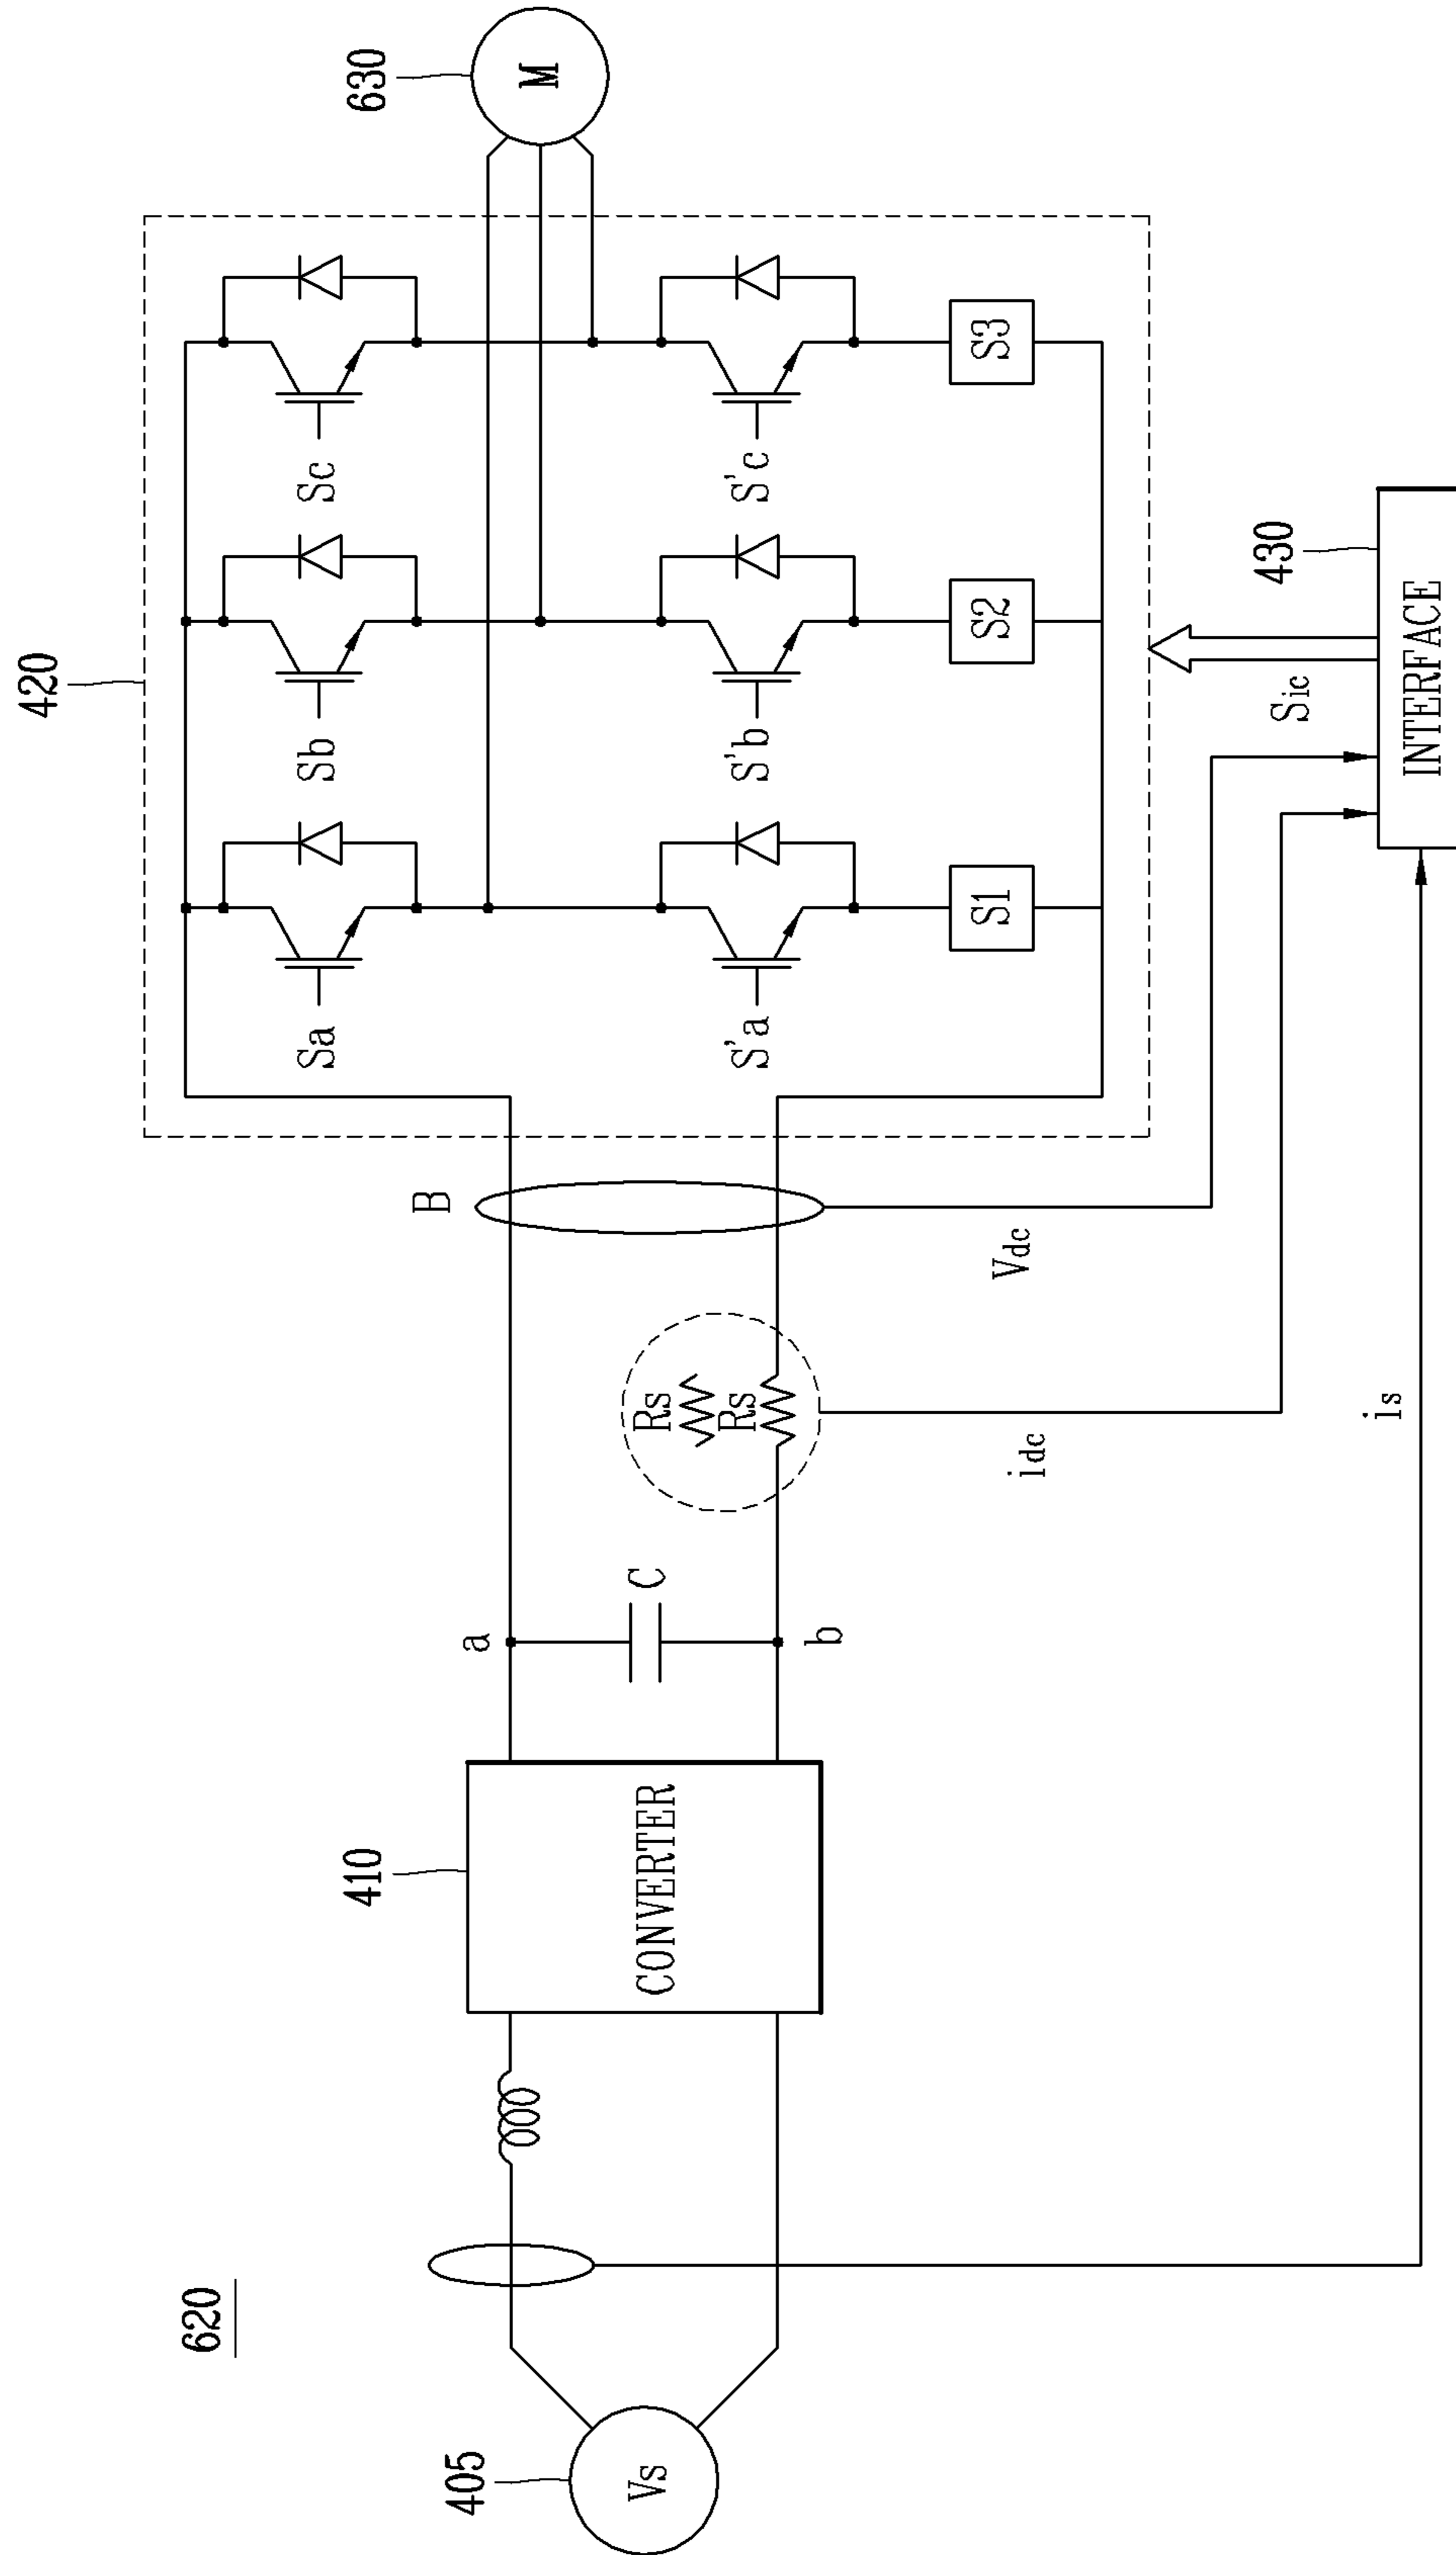 620
405
Vs
410
CONVERTER
a
C
b
Rs
Rs
idc
B
Vdc
is
420
Sa
Sb
Sc
S'a
S'b
S'c
S1
S2
S3
630
M
Sic
430
INTERFACE